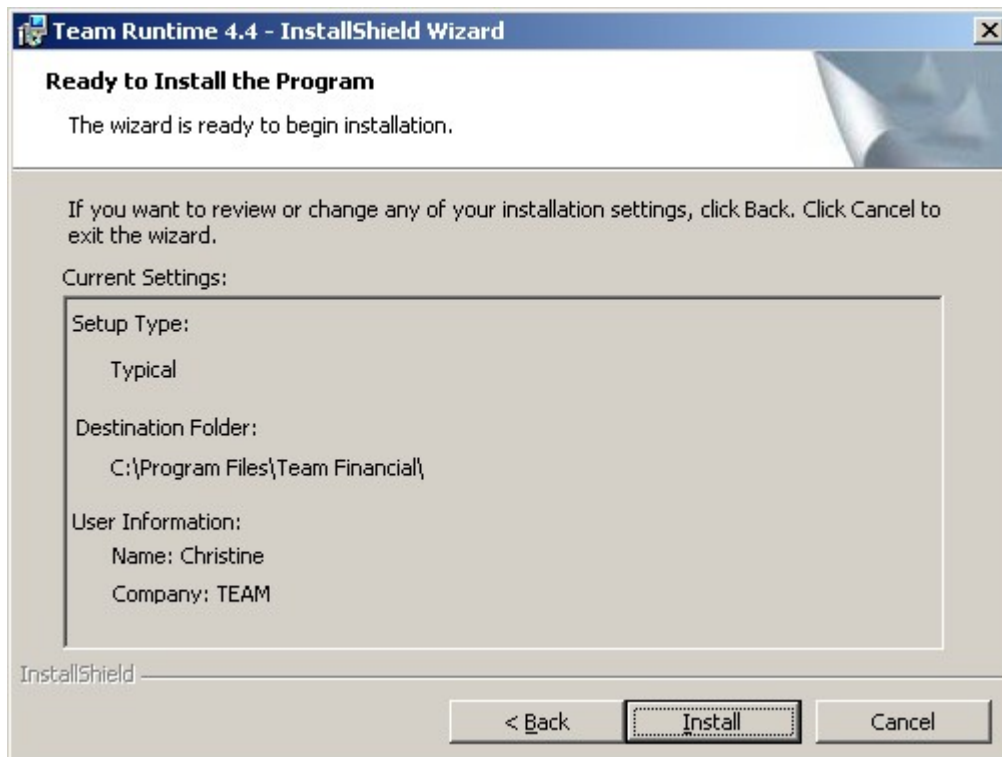 Team Runtime 4.4 - InstallShield Wizard
Ready to Install the Program
The wizard is ready to begin installation.
If you want to review or change any of your installation settings, click Back. Click Cancel to
exit the wizard.
Current Settings:
Setup Type:
Typical
Destination Folder:
C:\Program Files\Team Financial\
User Information:
Name: Christine
Company: TEAM
InstallShield
< Back
Install
Cancel